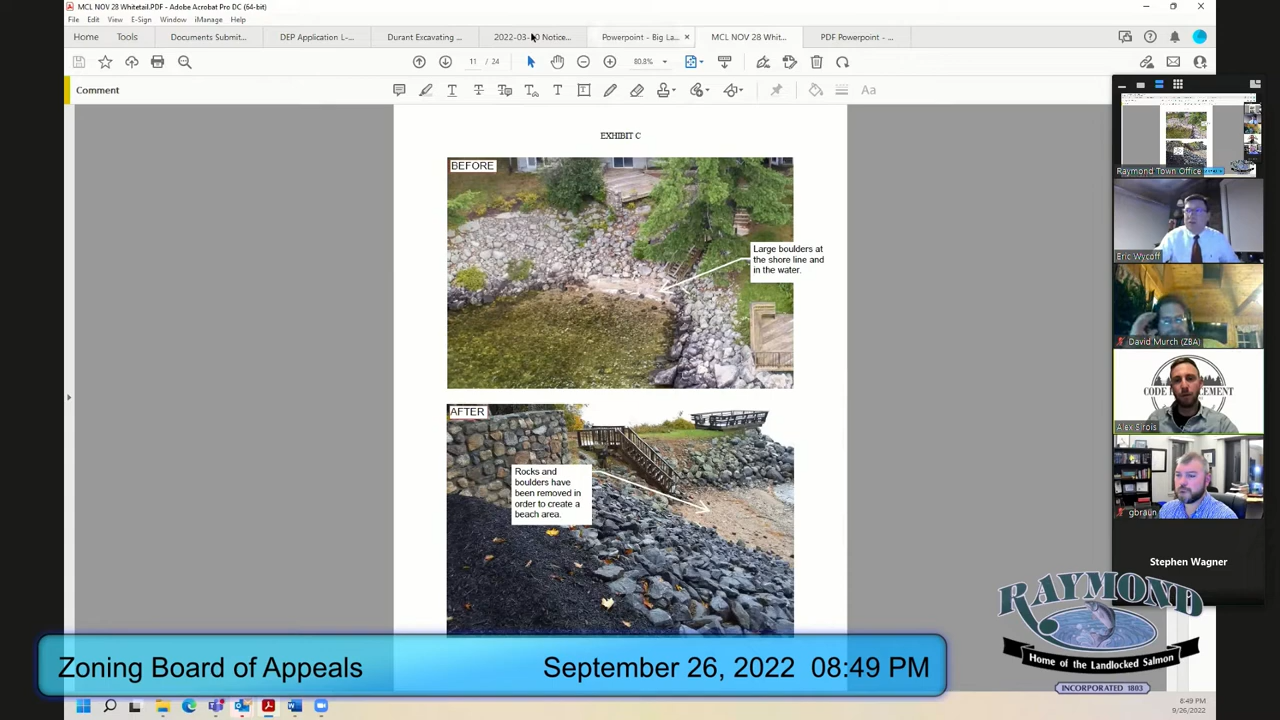 MCL NOV 28 Whitetail.PDF - Adobe Acrobat Pro DC (64-bit)
File Edit View E-Sign Window iManage Help
Home Tools Documents Submit... DEP Application L-... Durant Excavating ... Powerpoint - Big La... × MCL NOV 28 Whit... PDF Powerpoint - ...
11 / 24 80.8%
Comment
EXHIBIT C
BEFORE
Large boulders at
the shore line and
in the water.
AFTER
Rocks and
boulders have
been removed in
order to create a
beach area.
Raymond Town Office
Eric Wycoff
David Murch (ZBA)
Alex Sirois
gbraun
Stephen Wagner
RAYMOND
Home of the Landlocked Salmon
INCORPORATED 1803
Zoning Board of Appeals September 26, 2022 08:49 PM
8:49 PM
9/26/2022